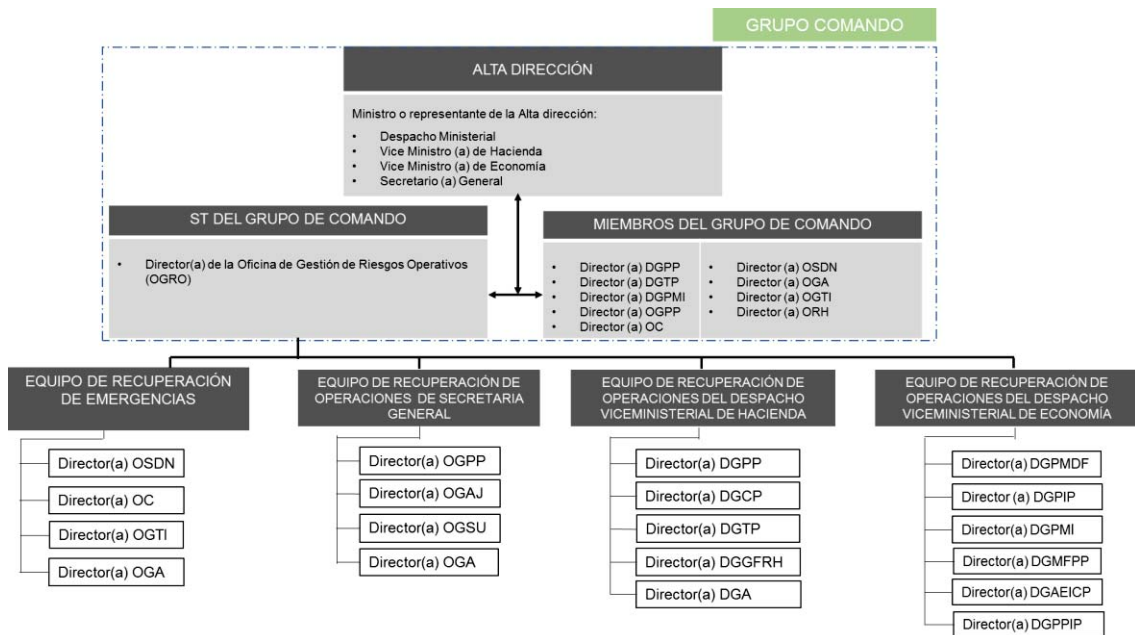 GRUPO COMANDO
ALTA DIRECCIÓN
Ministro o representante de la Alta dirección:
• Despacho Ministerial
• Vice Ministro (a) de Hacienda
• Vice Ministro (a) de Economía
• Secretario (a) General
ST DEL GRUPO DE COMANDO
• Director(a) de la Oficina de Gestión de Riesgos Operativos
(OGRO)
MIEMBROS DEL GRUPO DE COMANDO
• Director (a) DGPP
• Director (a) DGTP
• Director (a) DGPMI
• Director (a) OGPP
• Director (a) OC
• Director (a) OSDN
• Director (a) OGA
• Director (a) OGTI
• Director (a) ORH
EQUIPO DE RECUPERACIÓN
DE EMERGENCIAS
Director(a) OSDN
Director(a) OC
Director(a) OGTI
Director(a) OGA
EQUIPO DE RECUPERACIÓN DE
OPERACIONES DE SECRETARIA
GENERAL
Director(a) OGPP
Director(a) OGAJ
Director(a) OGSU
Director(a) OGA
EQUIPO DE RECUPERACIÓN DE
OPERACIONES DEL DESPACHO
VICEMINISTERIAL DE HACIENDA
Director(a) DGPP
Director(a) DGCP
Director(a) DGTP
Director(a) DGGFRH
Director(a) DGA
EQUIPO DE RECUPERACIÓN DE
OPERACIONES DEL DESPACHO
VICEMINISTERIAL DE ECONOMÍA
Director(a) DGPMDF
Director (a) DGPIP
Director(a) DGPMI
Director(a) DGMFPP
Director(a) DGAEICP
Director(a) DGPPIP